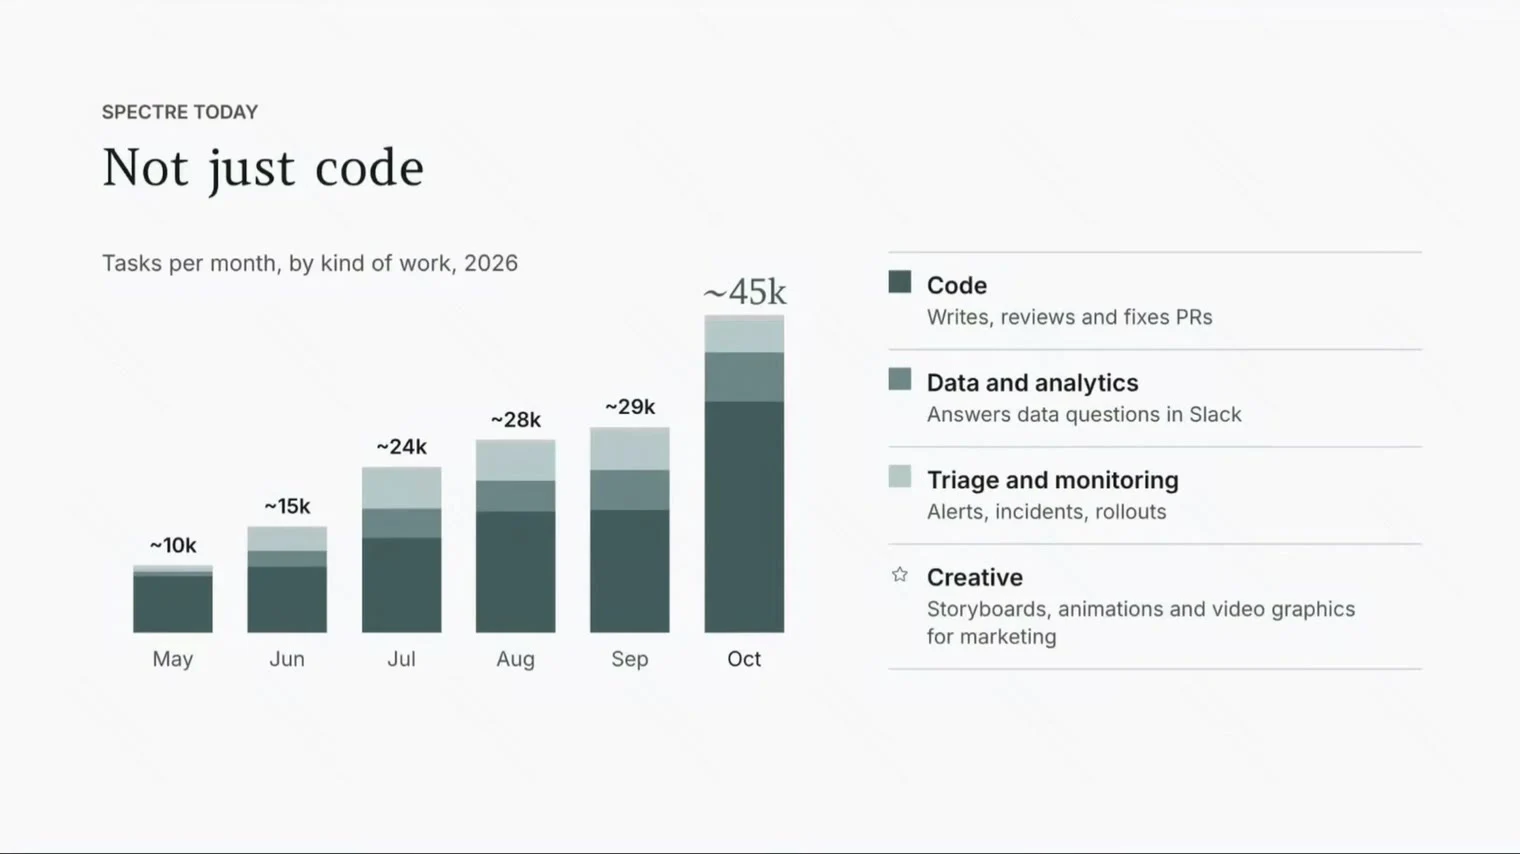 SPECTRE TODAY
Not just code
Tasks per month, by kind of work, 2026
~10k
~15k
~24k
~28k
~29k
~45k
May
Jun
Jul
Aug
Sep
Oct
Code
Writes, reviews and fixes PRs
Data and analytics
Answers data questions in Slack
Triage and monitoring
Alerts, incidents, rollouts
Creative
Storyboards, animations and video graphics
for marketing